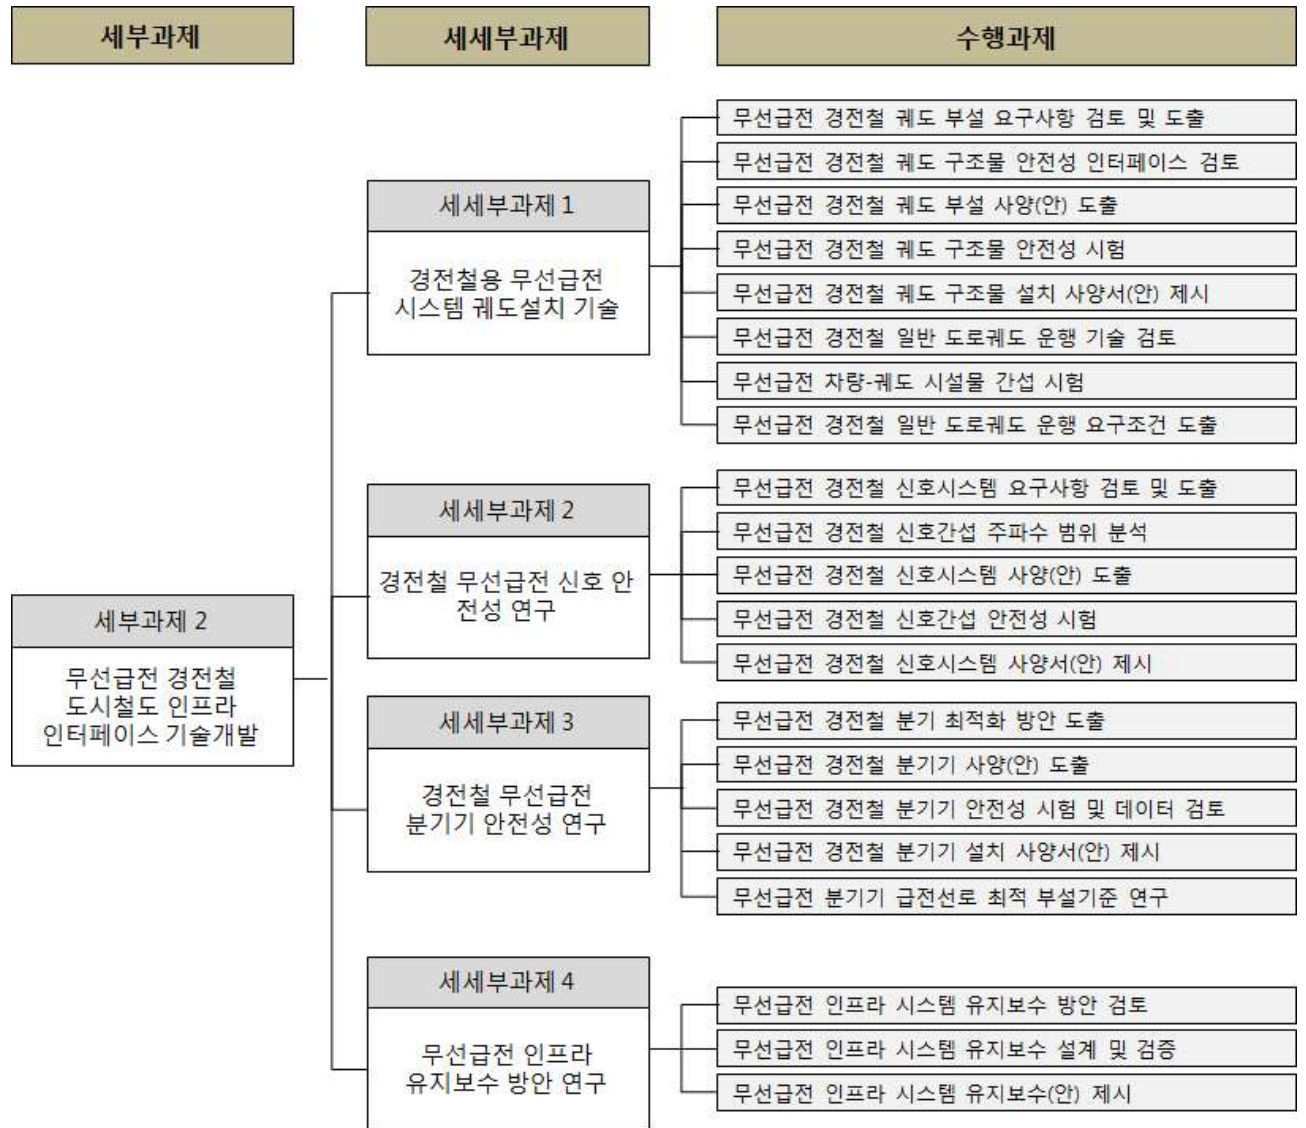 세부과제
세세부과제
수행과제
세부과제 2
무선급전 경전철
도시철도 인프라
인터페이스 기술개발
세세부과제 1
경전철용 무선급전
시스템 궤도설치 기술
무선급전 경전철 궤도 부설 요구사항 검토 및 도출
무선급전 경전철 궤도 구조물 안전성 인터페이스 검토
무선급전 경전철 궤도 부설 사양(안) 도출
무선급전 경전철 궤도 구조물 안전성 시험
무선급전 경전철 궤도 구조물 설치 사양서(안) 제시
무선급전 경전철 일반 도로궤도 운행 기술 검토
무선급전 차량-궤도 시설물 간섭 시험
무선급전 경전철 일반 도로궤도 운행 요구조건 도출
세세부과제 2
경전철 무선급전 신호 안
전성 연구
무선급전 경전철 신호시스템 요구사항 검토 및 도출
무선급전 경전철 신호간섭 주파수 범위 분석
무선급전 경전철 신호시스템 사양(안) 도출
무선급전 경전철 신호간섭 안전성 시험
무선급전 경전철 신호시스템 사양서(안) 제시
세세부과제 3
경전철 무선급전
분기기 안전성 연구
무선급전 경전철 분기 최적화 방안 도출
무선급전 경전철 분기기 사양(안) 도출
무선급전 경전철 분기기 안전성 시험 및 데이터 검토
무선급전 경전철 분기기 설치 사양서(안) 제시
무선급전 분기기 급전선로 최적 부설기준 연구
세세부과제 4
무선급전 인프라
유지보수 방안 연구
무선급전 인프라 시스템 유지보수 방안 검토
무선급전 인프라 시스템 유지보수 설계 및 검증
무선급전 인프라 시스템 유지보수(안) 제시